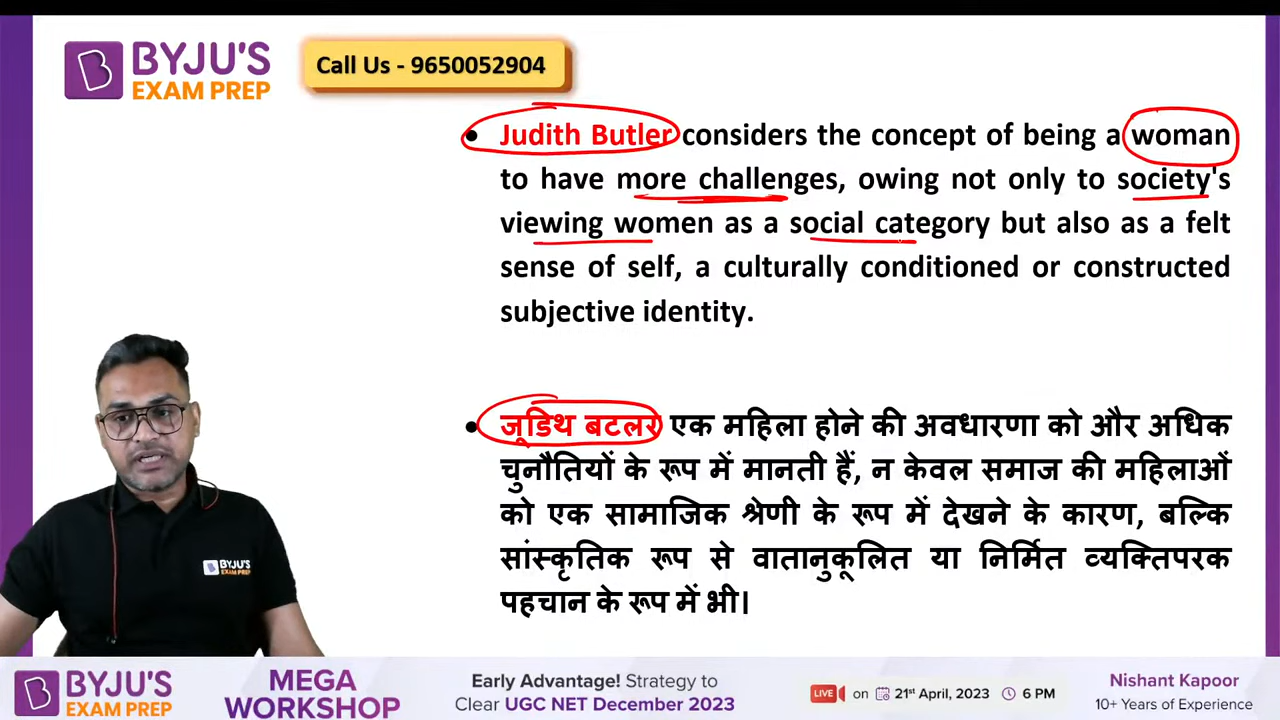 BYJU'S
EXAM PREP
Call Us - 9650052904
• Judith Butler considers the concept of being a woman
to have more challenges, owing not only to society's
viewing women as a social category but also as a felt
sense of self, a culturally conditioned or constructed
subjective identity.
• जूडिथ बटलर एक महिला होने की अवधारणा को और अधिक
चुनौतियों के रूप में मानती हैं, न केवल समाज की महिलाओं
को एक सामाजिक श्रेणी के रूप में देखने के कारण, बल्कि
सांस्कृतिक रूप से वातानुकूलित या निर्मित व्यक्तिपरक
पहचान के रूप में भी।
BYJU'S
EXAM PREP
BYJU'S
EXAM PREP
MEGA
WORKSHOP
Early Advantage! Strategy to
Clear UGC NET December 2023
LIVE on 21st April, 2023 6 PM
Nishant Kapoor
10+ Years of Experience